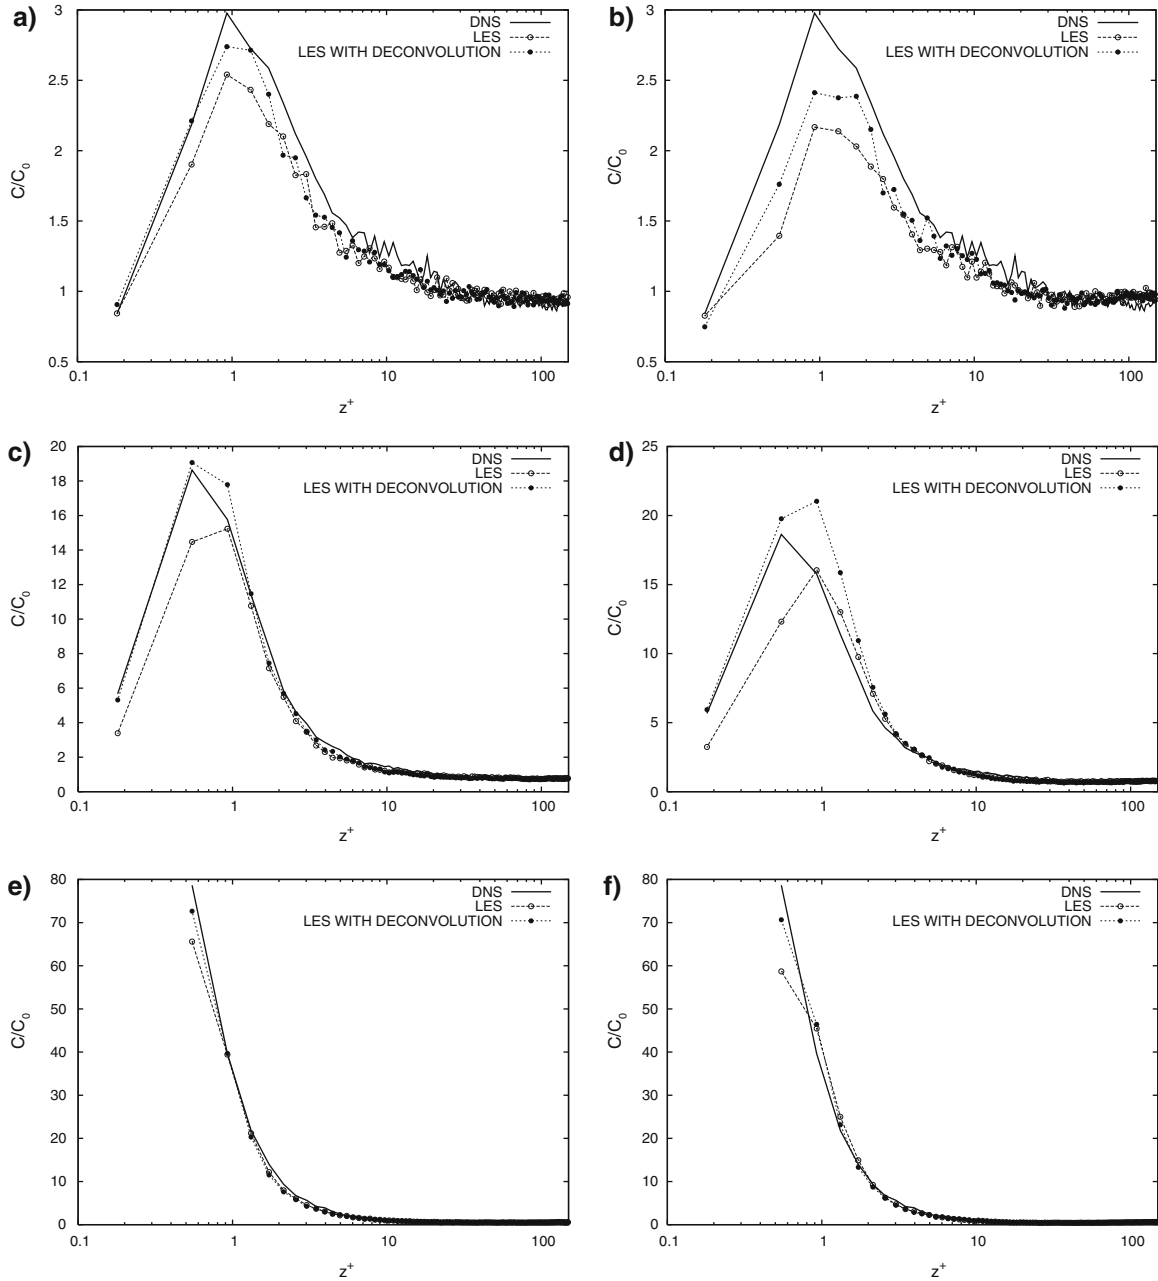 a)
3
2.5
2
1.5
1
0.5
C/C0
DNS
LES
LES WITH DECONVOLUTION
0.1 1 10 100
z+
b)
3
2.5
2
1.5
1
0.5
C/C0
DNS
LES
LES WITH DECONVOLUTION
0.1 1 10 100
z+
c)
20
18
16
14
12
10
8
6
4
2
0
C/C0
DNS
LES
LES WITH DECONVOLUTION
0.1 1 10 100
z+
d)
25
20
15
10
5
0
C/C0
DNS
LES
LES WITH DECONVOLUTION
0.1 1 10 100
z+
e)
80
70
60
50
40
30
20
10
0
C/C0
DNS
LES
LES WITH DECONVOLUTION
0.1 1 10 100
z+
f)
80
70
60
50
40
30
20
10
0
C/C0
DNS
LES
LES WITH DECONVOLUTION
0.1 1 10 100
z+